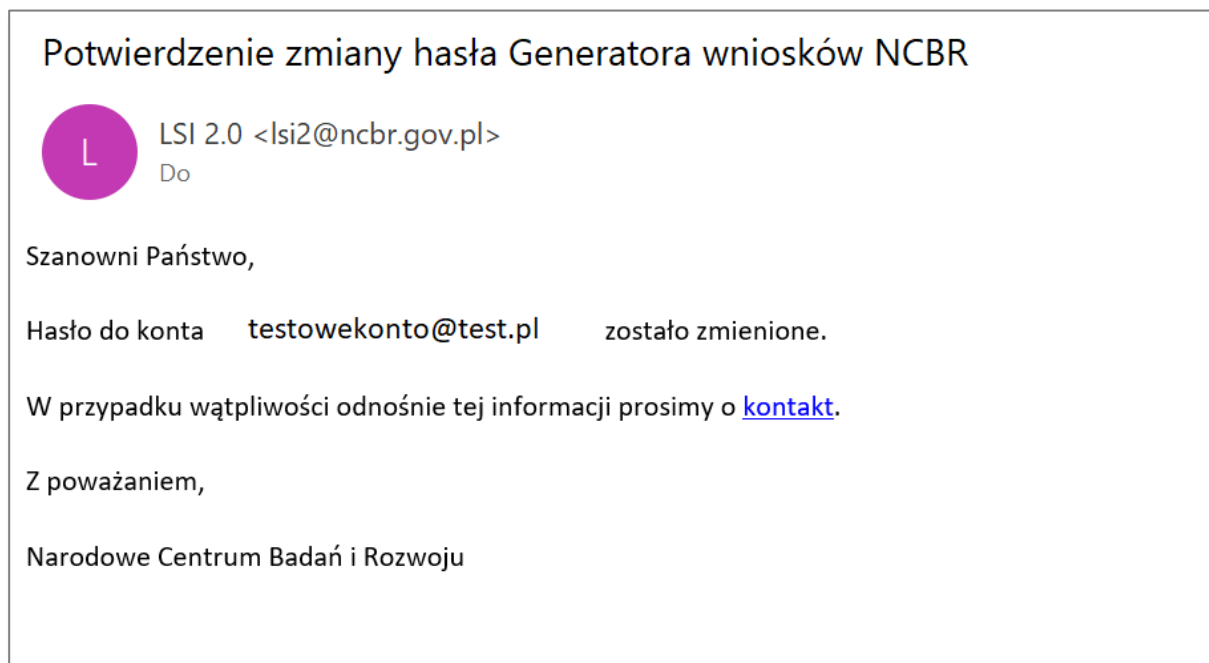 Potwierdzenie zmiany hasła Generatora wniosków NCBR
L
LSI 2.0 <lsi2@ncbr.gov.pl>
Do
Szanowni Państwo,
Hasło do konta testowekonto@test.pl zostało zmienione.
W przypadku wątpliwości odnośnie tej informacji prosimy o kontakt.
Z poważaniem,
Narodowe Centrum Badań i Rozwoju